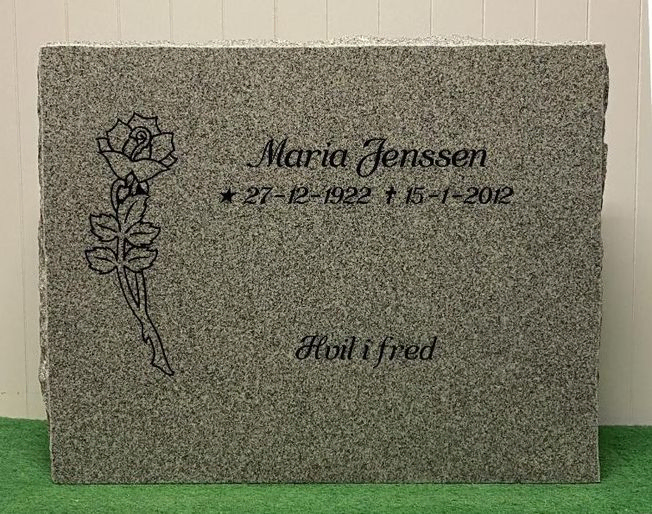 Maria Jenssen
★ 27-12-1922 ✝ 15-1-2012
Hvil i fred